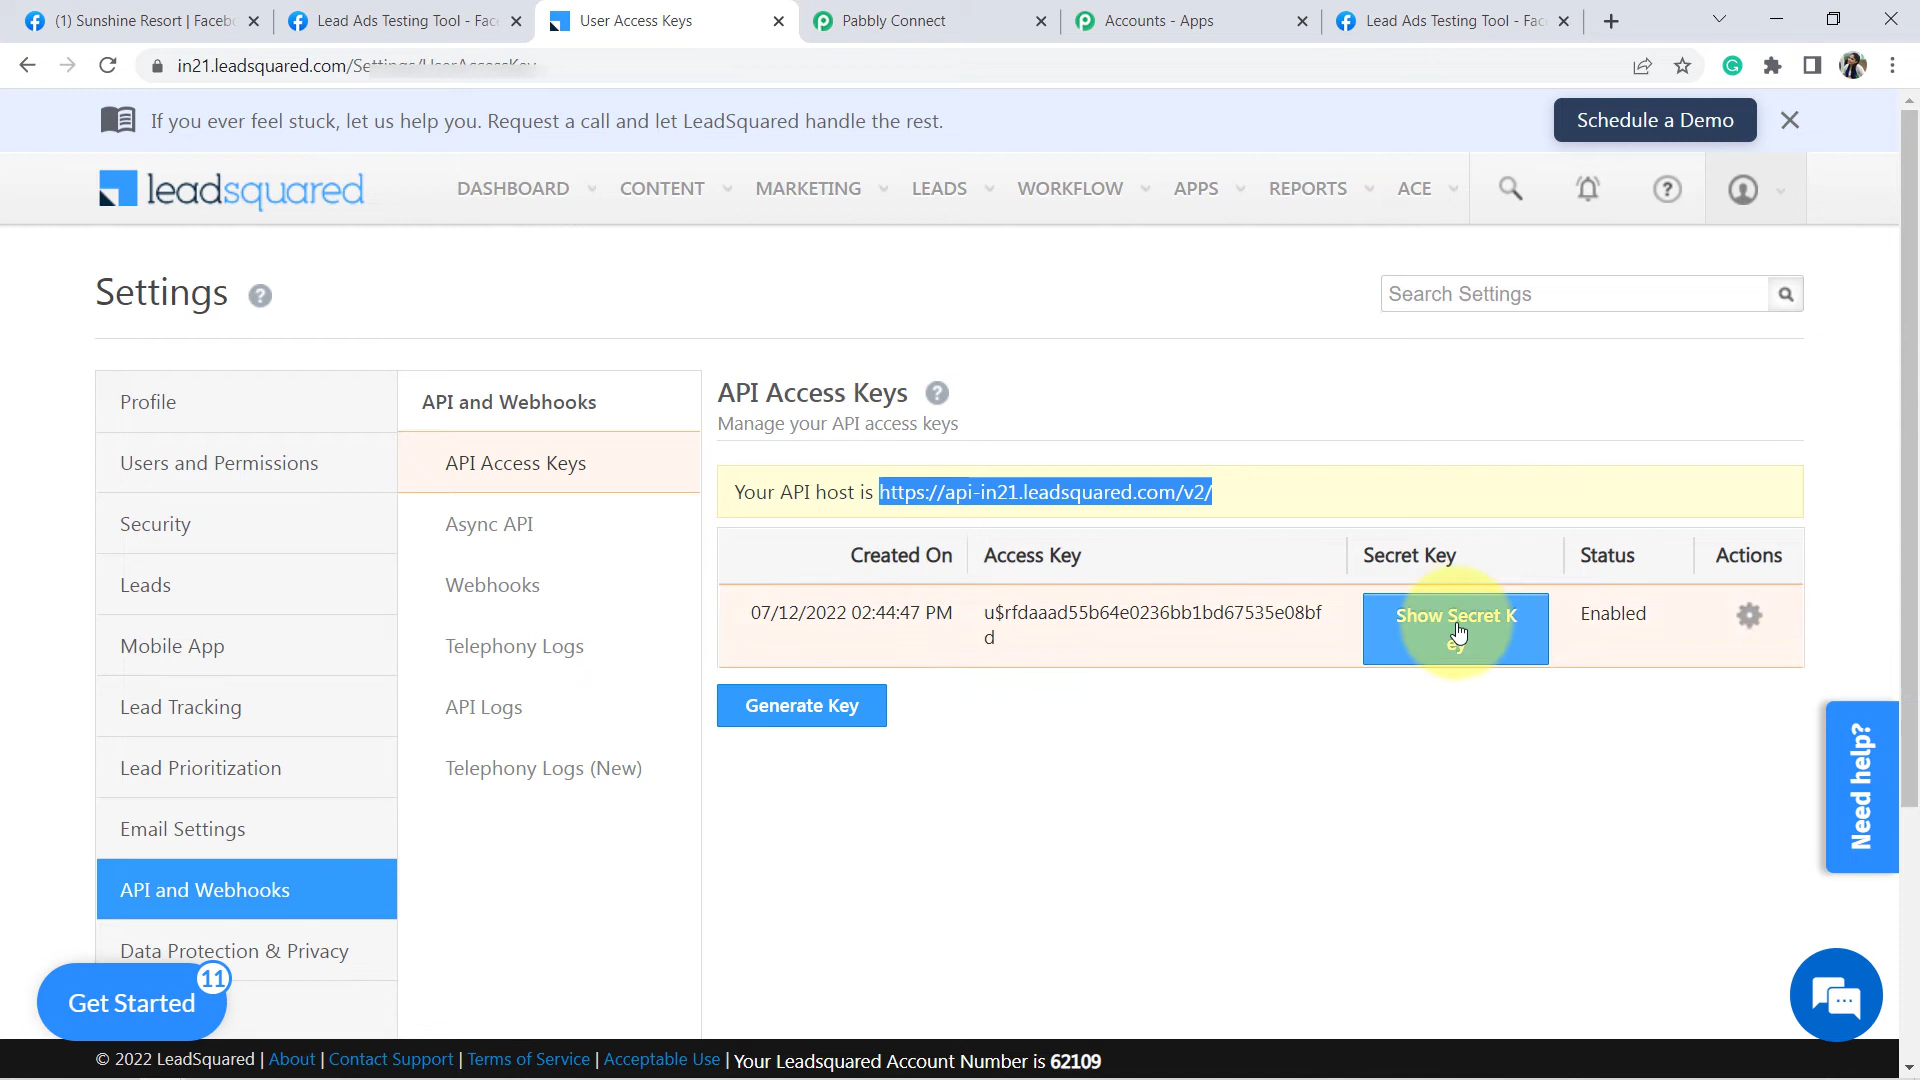 (1) Sunshine Resort | Faceb
Lead Ads Testing Tool - Fac
User Access Keys
Pabbly Connect
Accounts - Apps
Lead Ads Testing Tool - Fac
in21.leadsquared.com/Settings/UserAccessKey
If you ever feel stuck, let us help you. Request a call and let LeadSquared handle the rest.
Schedule a Demo
leadsquared
DASHBOARD
CONTENT
MARKETING
LEADS
WORKFLOW
APPS
REPORTS
ACE
Settings
Search Settings
Profile
Users and Permissions
Security
Leads
Mobile App
Lead Tracking
Lead Prioritization
Email Settings
API and Webhooks
Data Protection & Privacy
API and Webhooks
API Access Keys
Async API
Webhooks
Telephony Logs
API Logs
Telephony Logs (New)
API Access Keys
Manage your API access keys
Your API host is https://api-in21.leadsquared.com/v2/
Created On
Access Key
Secret Key
Status
Actions
07/12/2022 02:44:47 PM
u$rfdaaad55b64e0236bb1bd67535e08bf
d
Show Secret K
ey
Enabled
Generate Key
Need help?
Get Started
11
© 2022 LeadSquared | About | Contact Support | Terms of Service | Acceptable Use | Your Leadsquared Account Number is 62109